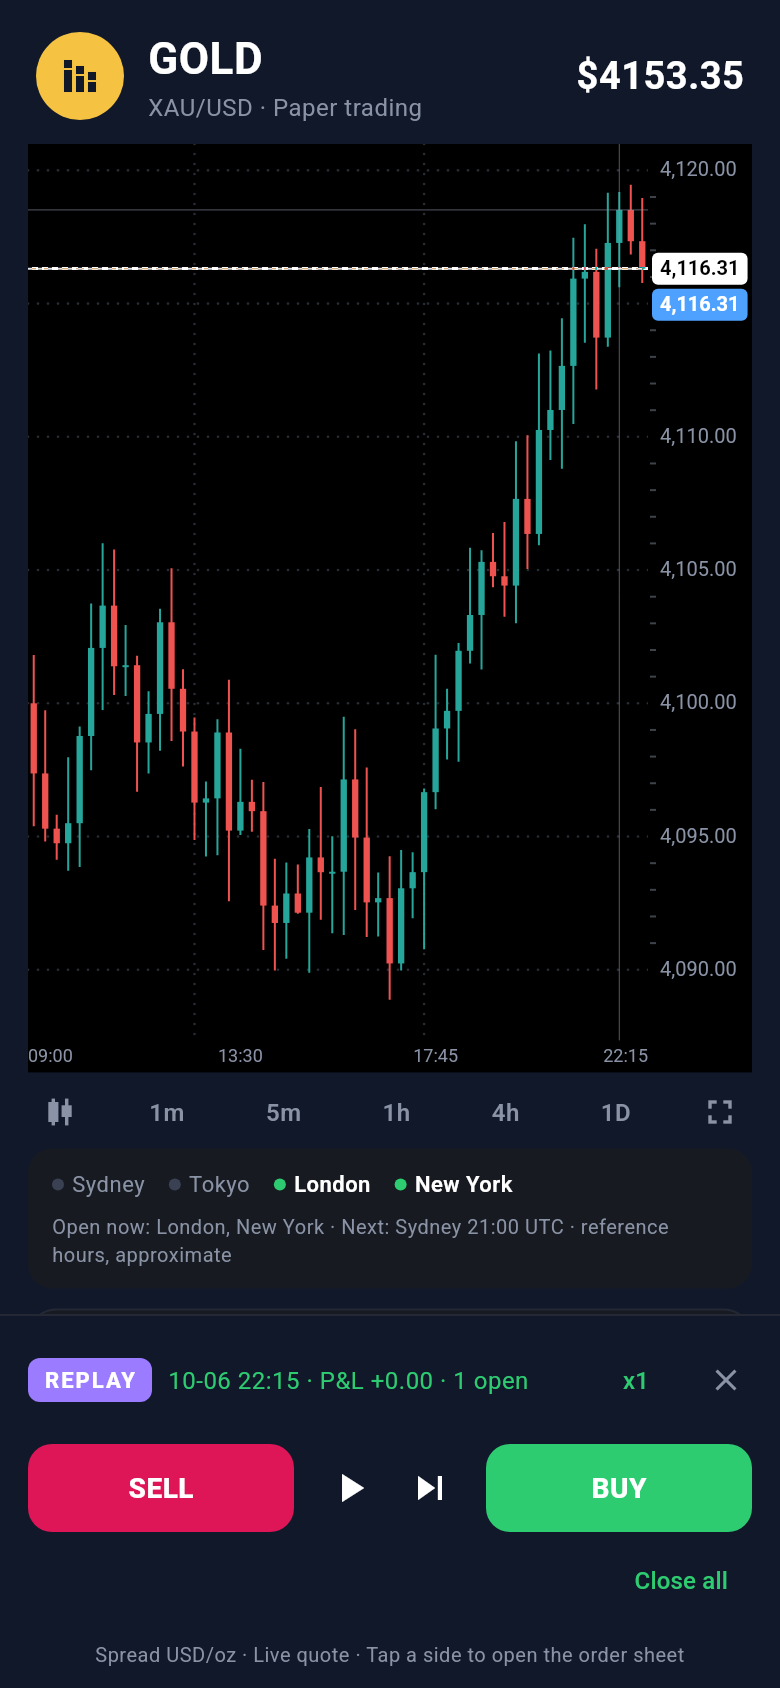 GOLD
XAU/USD · Paper trading
$4153.35
4,120.00
4,116.31
4,116.31
4,110.00
4,105.00
4,100.00
4,095.00
4,090.00
09:00 13:30 17:45 22:15
1m 5m 1h 4h 1D
Sydney Tokyo London New York
Open now: London, New York · Next: Sydney 21:00 UTC · reference
hours, approximate
REPLAY 10-06 22:15 · P&L +0.00 · 1 open x1
SELL BUY
Close all
Spread USD/oz · Live quote · Tap a side to open the order sheet